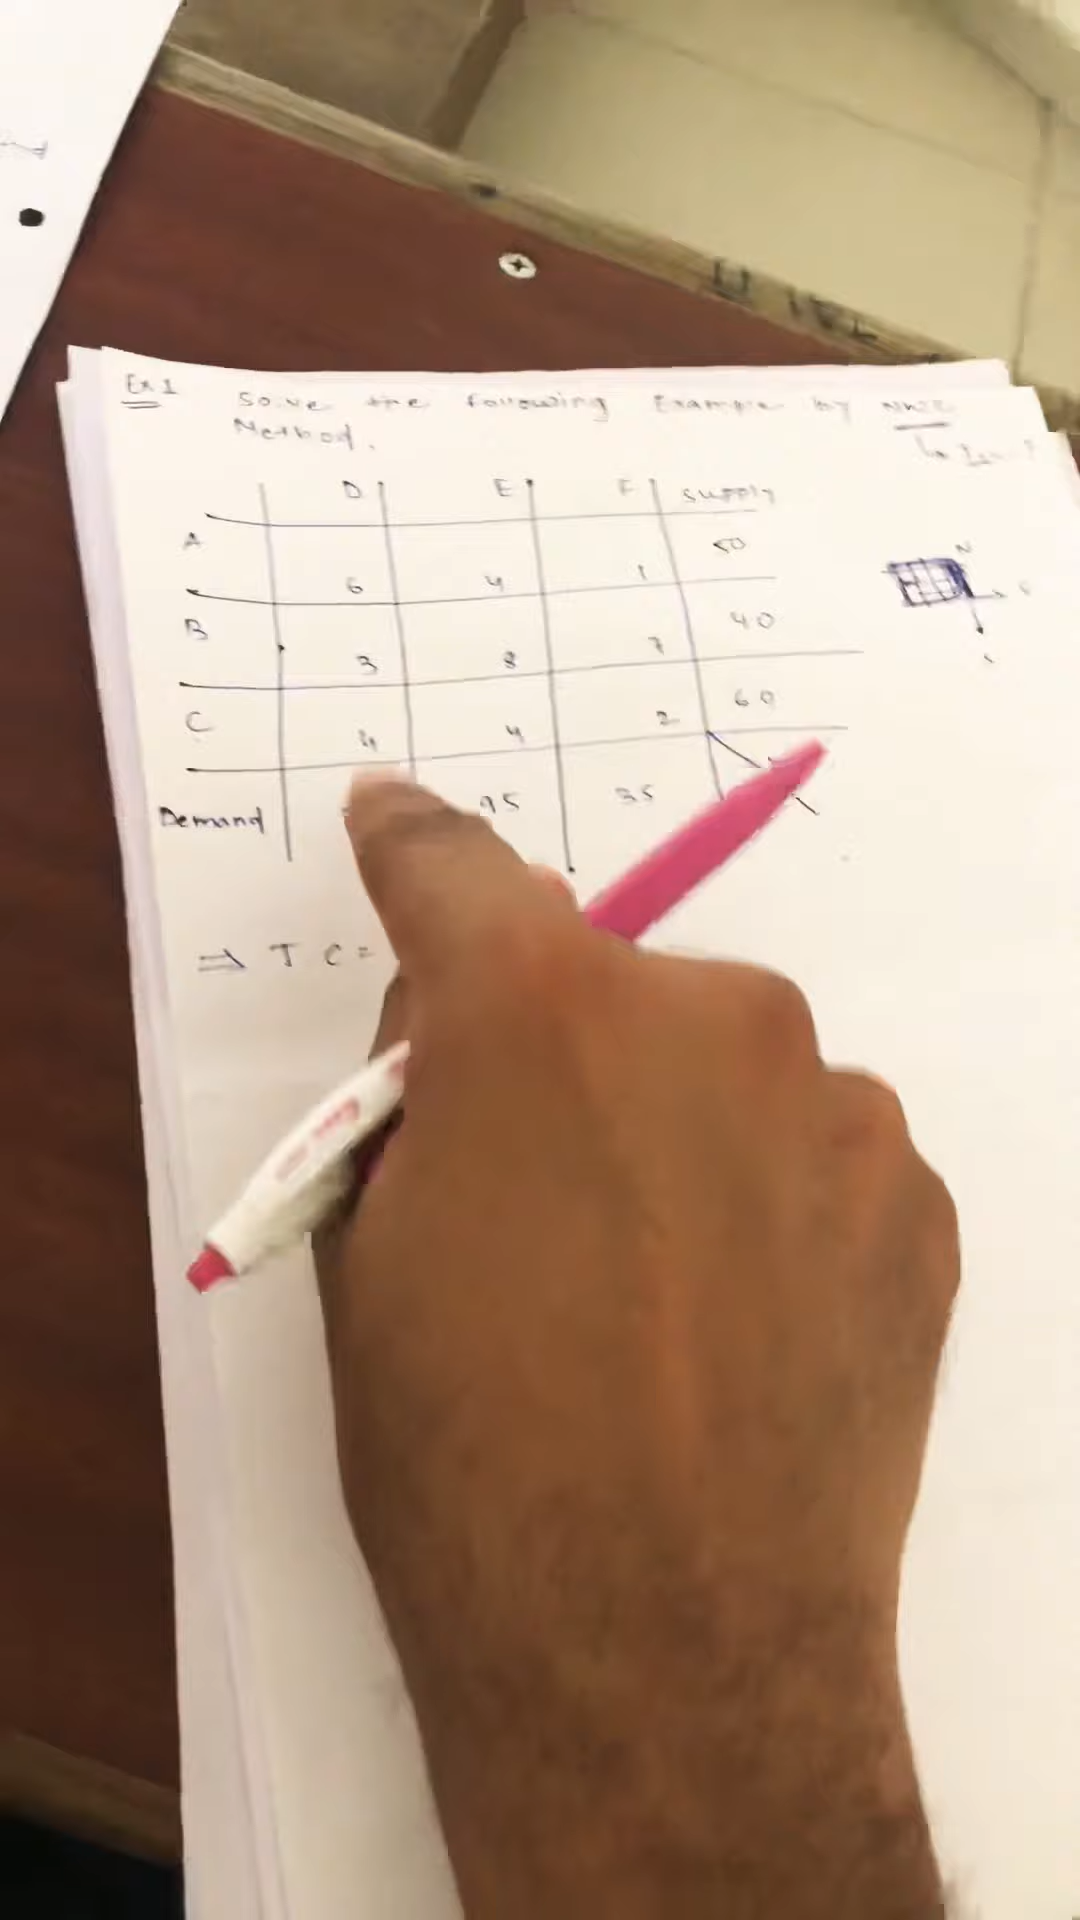 Ex 1 Solve the following Example by NWC
Method.
D E F supply
A 6 4 1 50
B 3 8 7 40
C 4 4 2 60
Demand 95 35
⇒ T C =
N